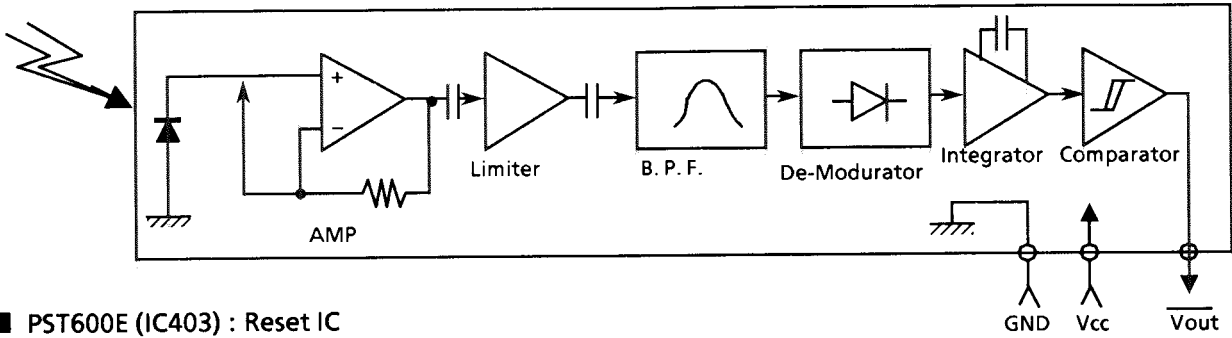 +
−
Limiter
B. P. F.
De-Modurator
Integrator
Comparator
AMP
GND
Vcc
Vout
■ PST600E (IC403) : Reset IC